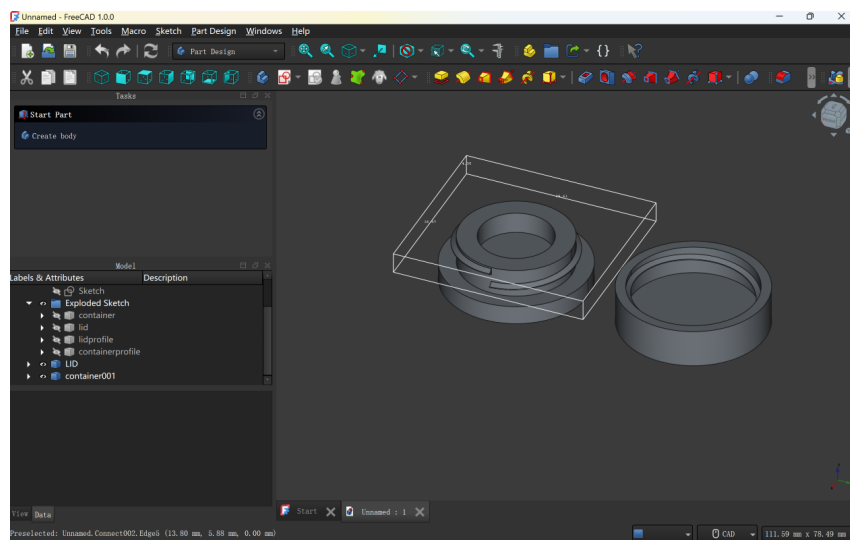 Unnamed - FreeCAD 1.0.0
File Edit View Tools Macro Sketch Part Design Windows Help
Part Design
Tasks
Start Part
Create body
Model
Labels & Attributes Description
Sketch
Exploded Sketch
container
lid
lidprofile
containerprofile
LID
container001
View Data
Start Unnamed : 1
Preselected: Unnamed.Connect002.Edge5 (13.80 mm, 5.88 mm, 0.00 mm)
CAD 111.59 mm x 78.49 mm